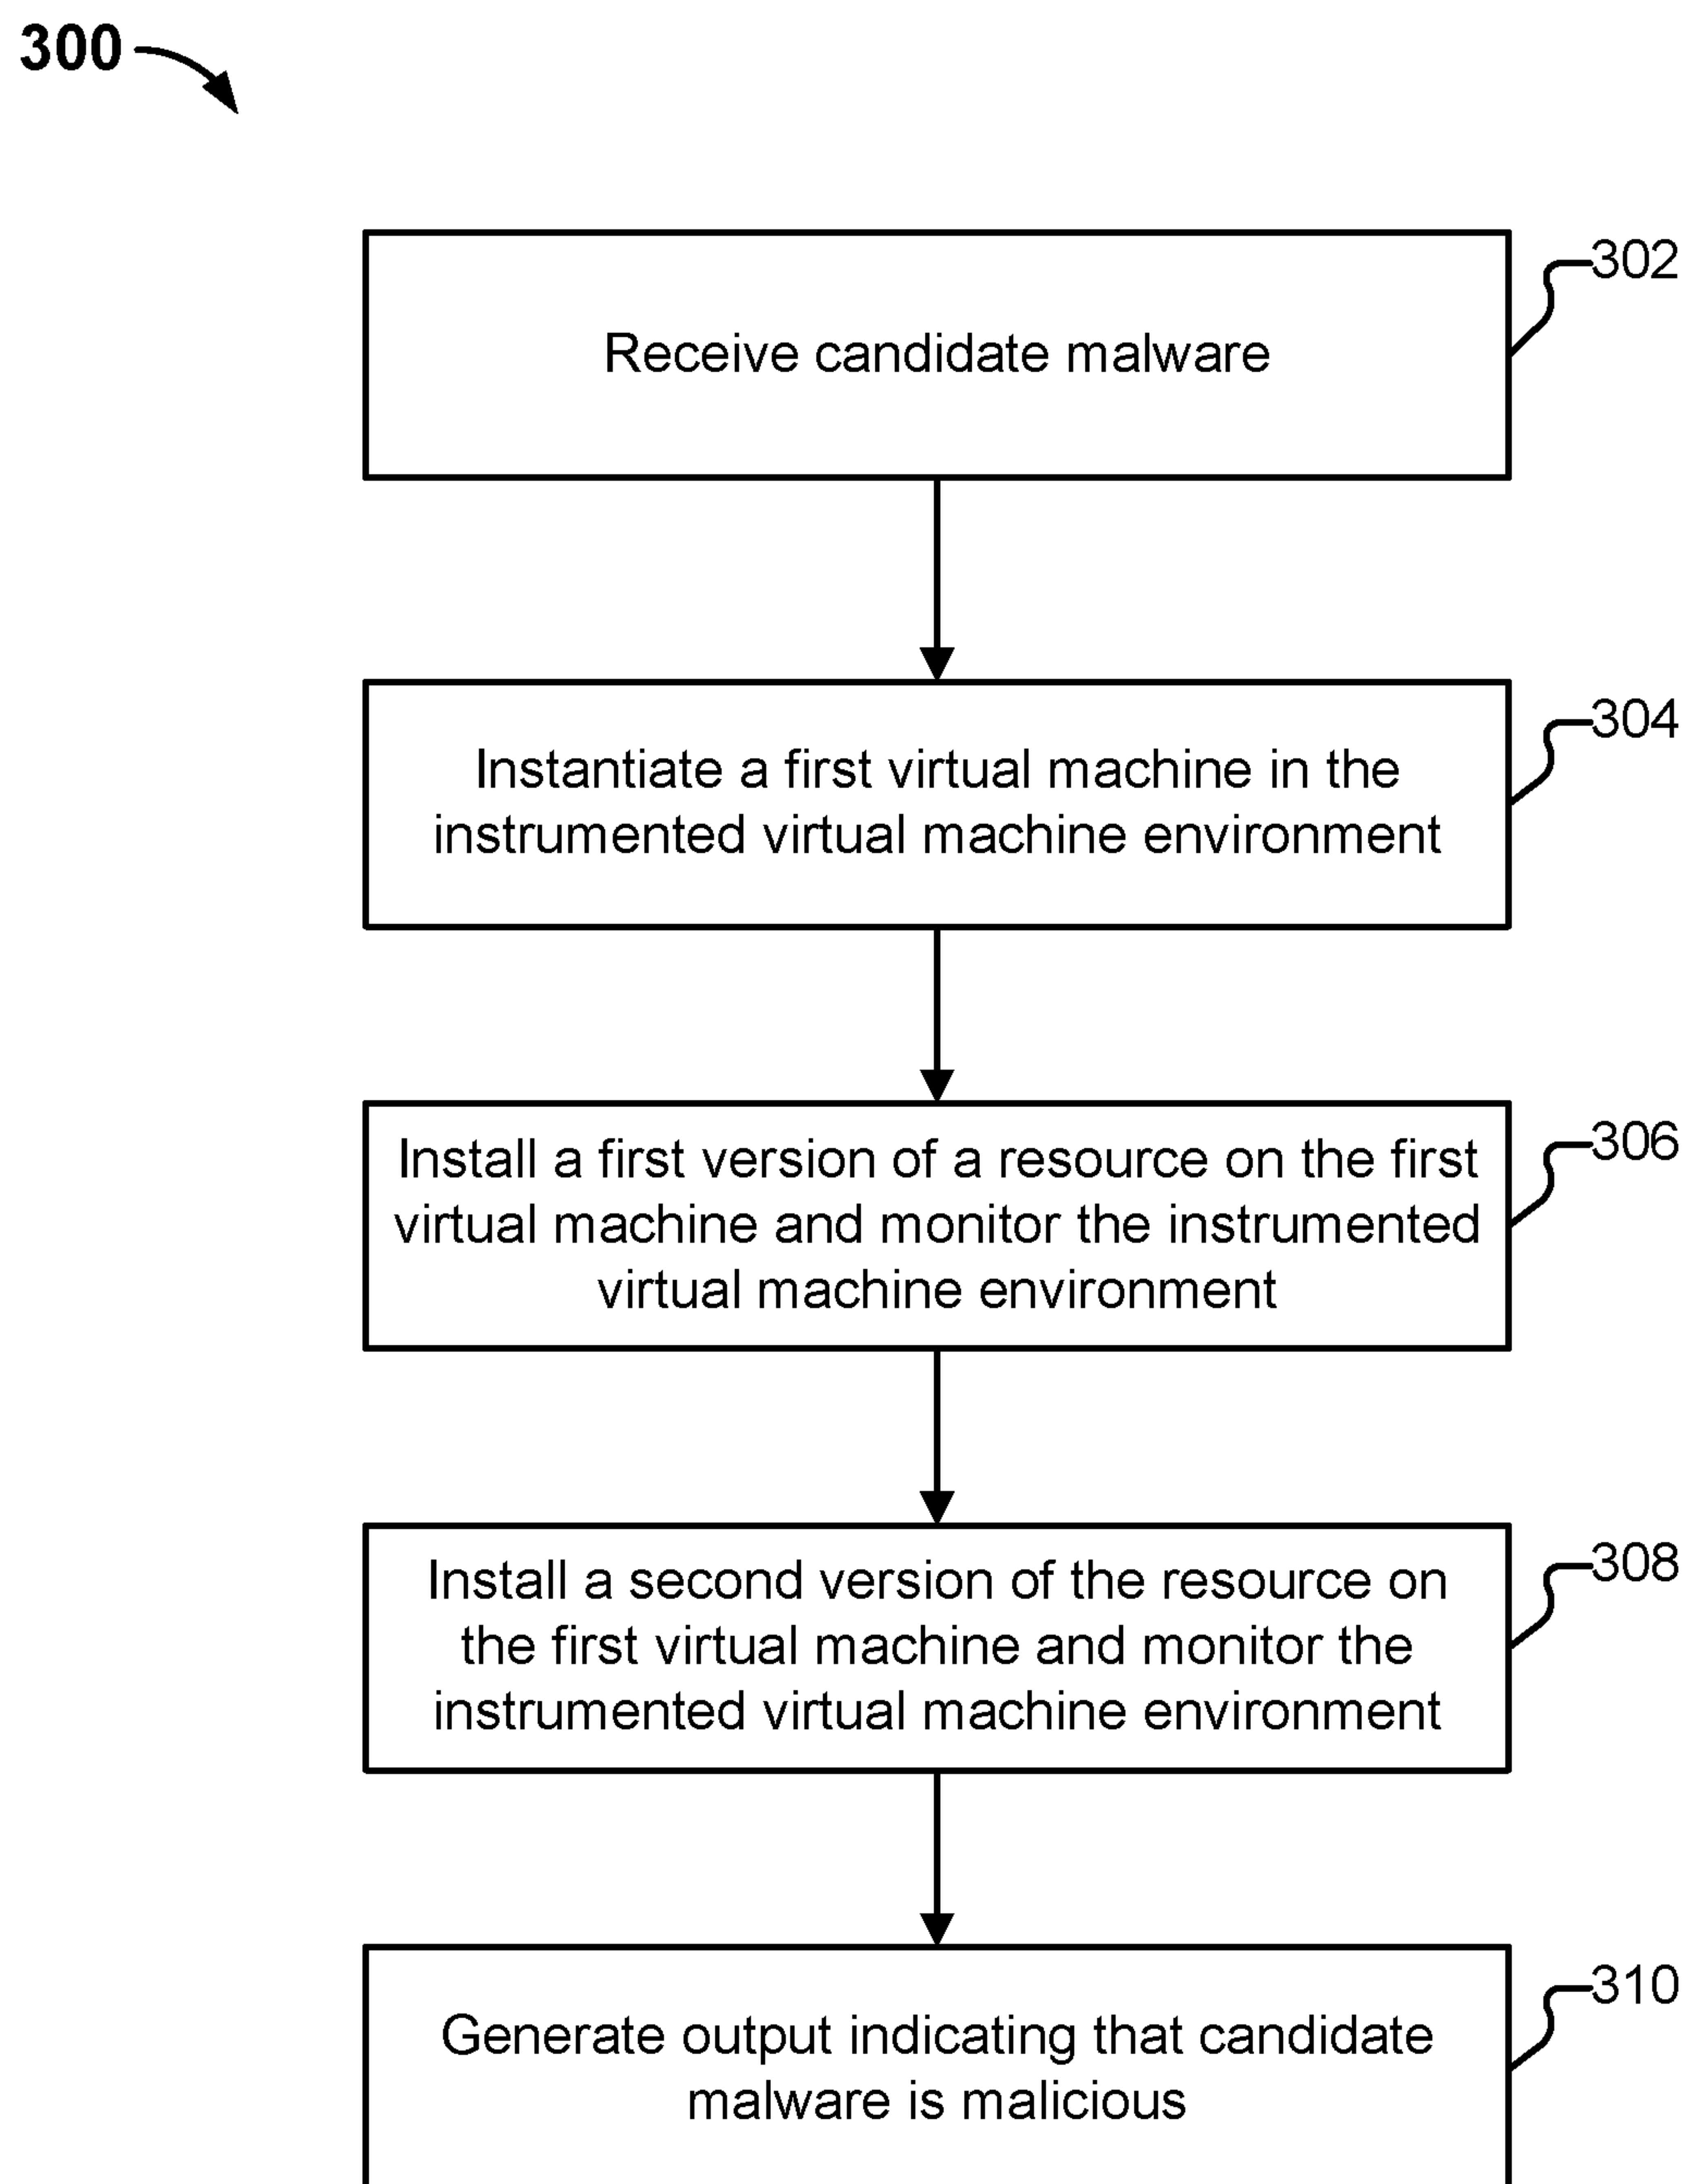 300
302
Receive candidate malware
304
Instantiate a first virtual machine in the
instrumented virtual machine environment
306
Install a first version of a resource on the first
virtual machine and monitor the instrumented
virtual machine environment
308
Install a second version of the resource on
the first virtual machine and monitor the
instrumented virtual machine environment
310
Generate output indicating that candidate
malware is malicious